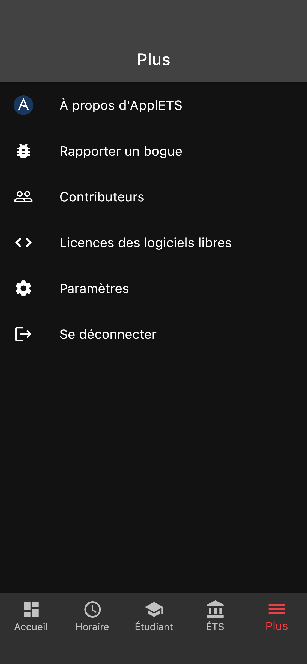 Plus
À propos d'ApplETS
Rapporter un bogue
Contributeurs
Licences des logiciels libres
Paramètres
Se déconnecter
Accueil
Horaire
Étudiant
ÉTS
Plus